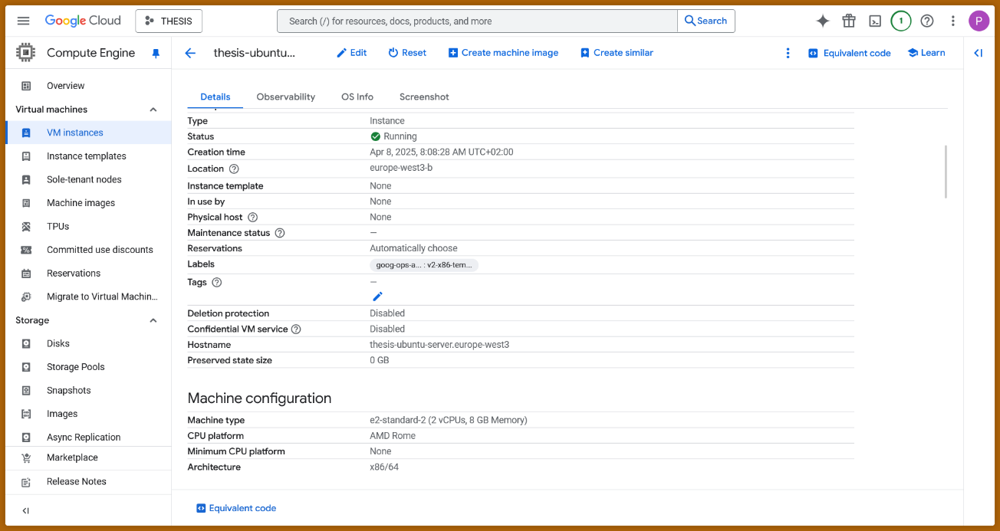 Google Cloud
THESIS
Search (/) for resources, docs, products, and more
Search
1
P
Compute Engine
Overview
Virtual machines
VM instances
Instance templates
Sole-tenant nodes
Machine images
TPUs
Committed use discounts
Reservations
Migrate to Virtual Machin...
Storage
Disks
Storage Pools
Snapshots
Images
Async Replication
Marketplace
Release Notes
thesis-ubuntu...
Edit
Reset
Create machine image
Create similar
Equivalent code
Learn
Details Observability OS Info Screenshot
Type Instance
Status Running
Creation time Apr 8, 2025, 8:08:28 AM UTC+02:00
Location europe-west3-b
Instance template None
In use by None
Physical host None
Maintenance status —
Reservations Automatically choose
Labels goog-ops-a... : v2-x86-tem...
Tags —
Deletion protection Disabled
Confidential VM service Disabled
Hostname thesis-ubuntu-server.europe-west3
Preserved state size 0 GB
Machine configuration
Machine type e2-standard-2 (2 vCPUs, 8 GB Memory)
CPU platform AMD Rome
Minimum CPU platform None
Architecture x86/64
Equivalent code